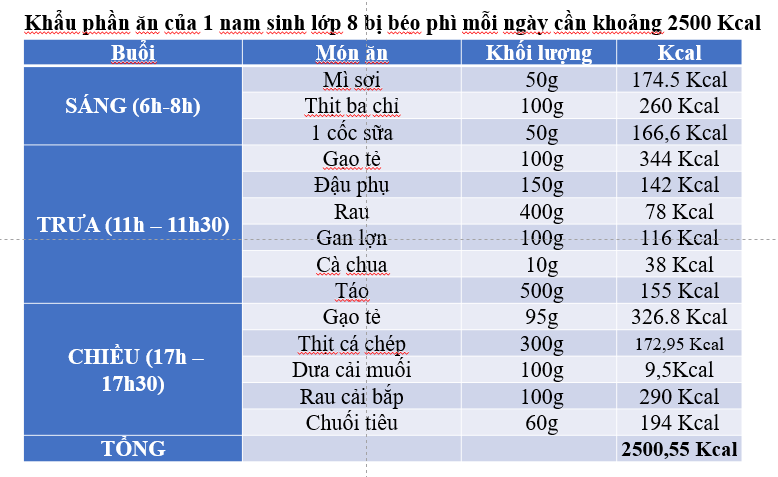 Khẩu phần ăn của 1 nam sinh lớp 8 bị béo phì mỗi ngày cần khoảng 2500 Kcal
Buổi Món ăn Khối lượng Kcal
SÁNG (6h-8h)
Mì sợi 50g 174.5 Kcal
Thịt ba chỉ 100g 260 Kcal
1 cốc sữa 50g 166,6 Kcal
TRƯA (11h – 11h30)
Gạo tẻ 100g 344 Kcal
Đậu phụ 150g 142 Kcal
Rau 400g 78 Kcal
Gan lợn 100g 116 Kcal
Cà chua 10g 38 Kcal
Táo 500g 155 Kcal
CHIỀU (17h –
17h30)
Gạo tẻ 95g 326.8 Kcal
Thịt cá chép 300g 172,95 Kcal
Dưa cải muối 100g 9,5Kcal
Rau cải bắp 100g 290 Kcal
Chuối tiêu 60g 194 Kcal
TỔNG 2500,55 Kcal